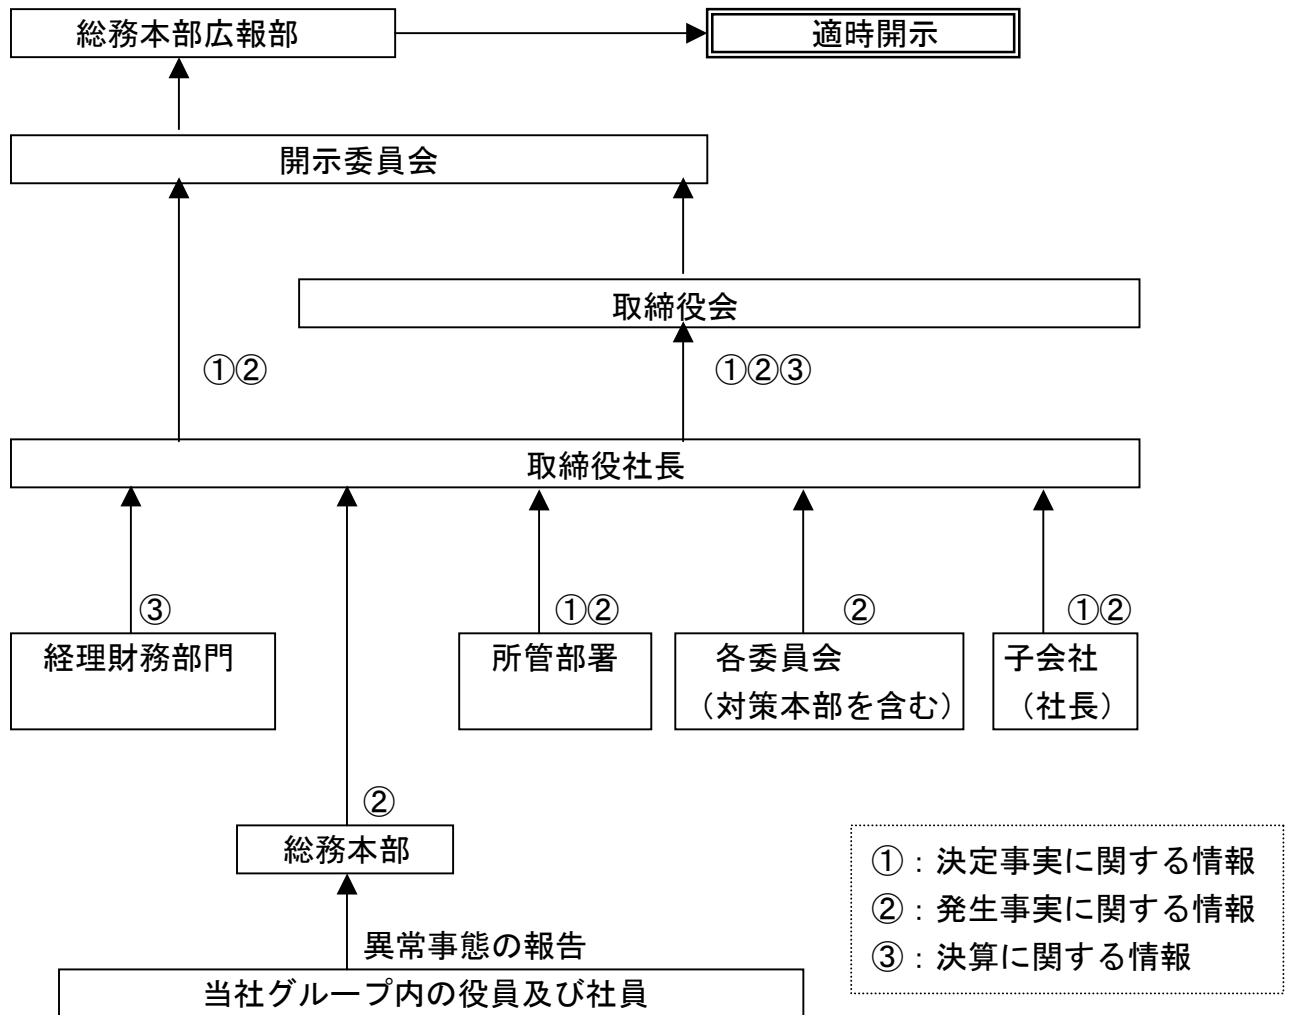 総務本部広報部
適時開示
開示委員会
取締役会
①②
①②③
取締役社長
③
①②
②
①②
経理財務部門
所管部署
各委員会
(対策本部を含む)
子会社
(社長)
②
総務本部
異常事態の報告
当社グループ内の役員及び社員
①:決定事実に関する情報
②:発生事実に関する情報
③:決算に関する情報